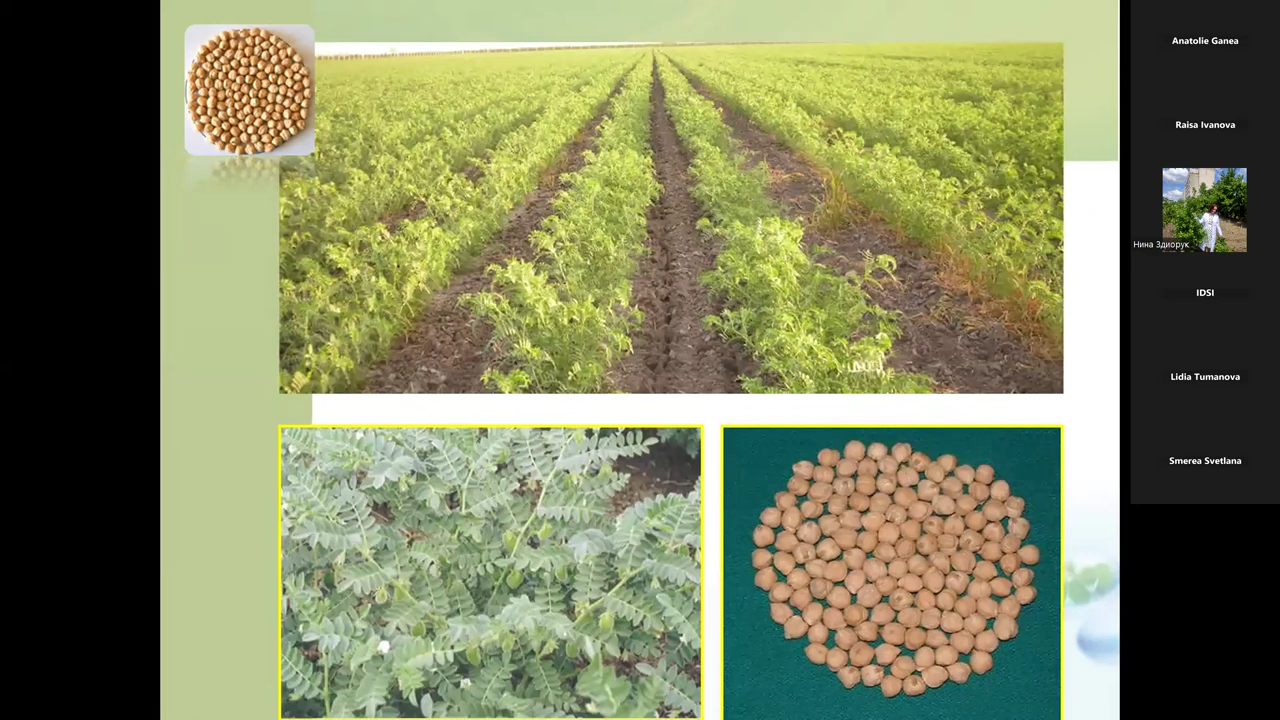 Anatolie Ganea
Raisa Ivanova
Нина Здиорук
IDSI
Lidia Tumanova
Smerea Svetlana